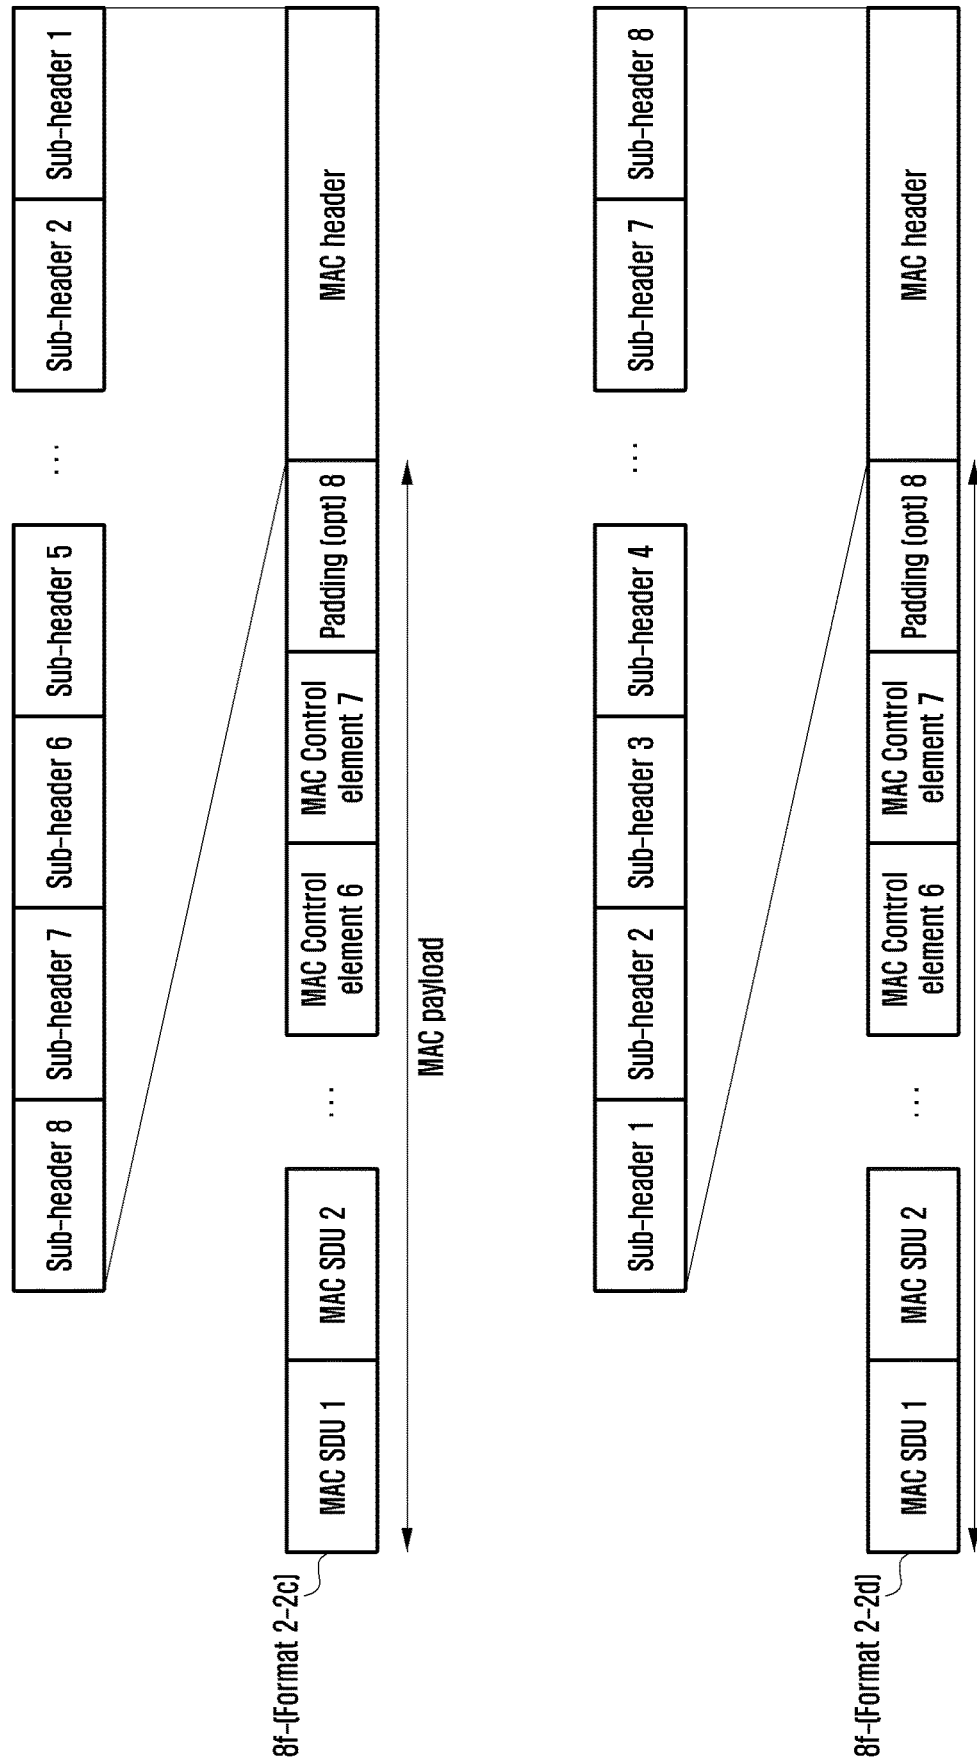 Sub-header 8 Sub-header 7 Sub-header 6 Sub-header 5 ... Sub-header 2 Sub-header 1
8f-(Format 2-2c)
MAC SDU 1 MAC SDU 2 ... MAC Control element 6 MAC Control element 7 Padding (opt) 8 MAC header
MAC payload
Sub-header 1 Sub-header 2 Sub-header 3 Sub-header 4 ... Sub-header 7 Sub-header 8
8f-(Format 2-2d)
MAC SDU 1 MAC SDU 2 ... MAC Control element 6 MAC Control element 7 Padding (opt) 8 MAC header